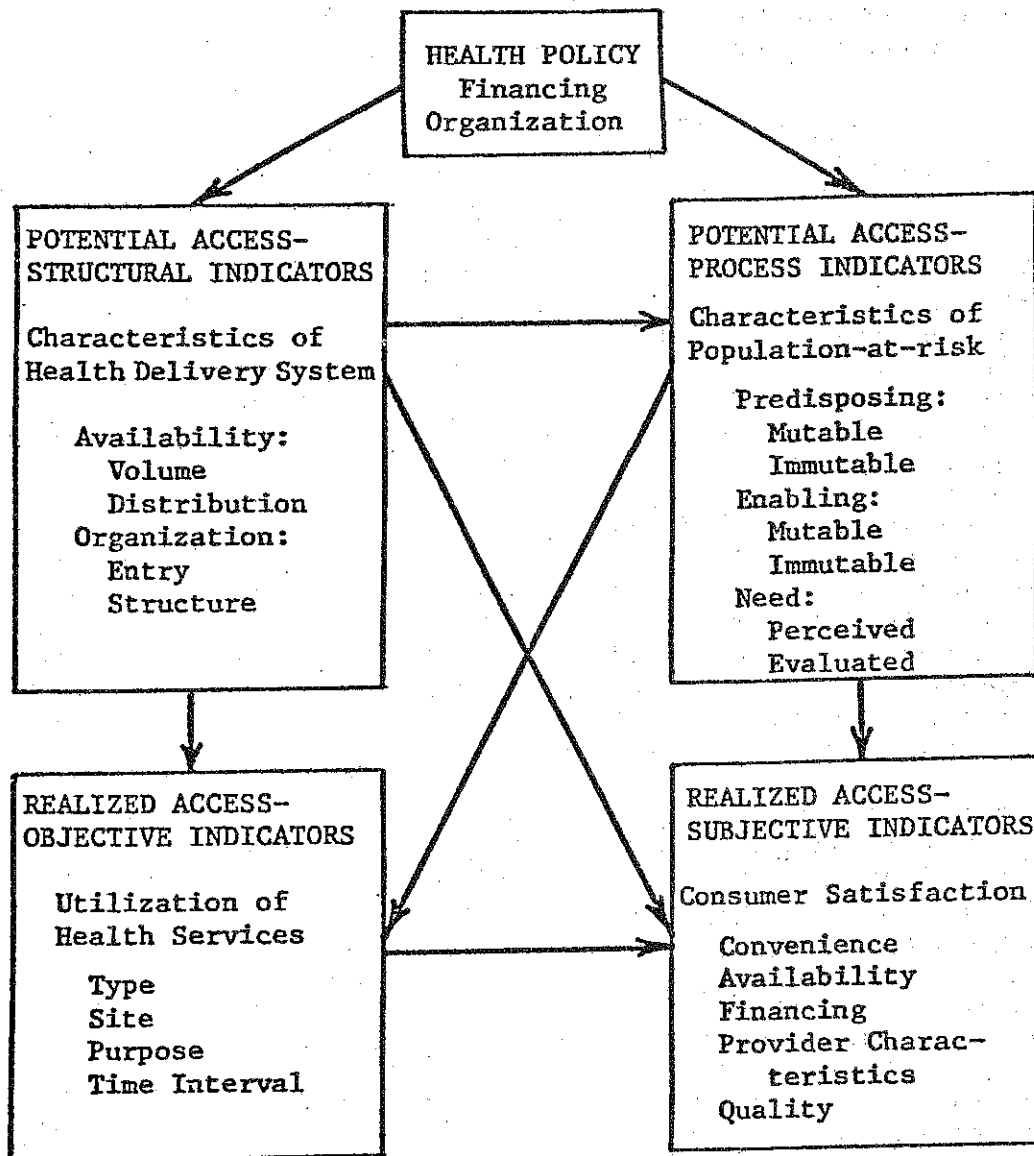 HEALTH POLICY
Financing
Organization
POTENTIAL ACCESS-
STRUCTURAL INDICATORS
Characteristics of
Health Delivery System
Availability:
Volume
Distribution
Organization:
Entry
Structure
POTENTIAL ACCESS-
PROCESS INDICATORS
Characteristics of
Population-at-risk
Predisposing:
Mutable
Immutable
Enabling:
Mutable
Immutable
Need:
Perceived
Evaluated
REALIZED ACCESS-
OBJECTIVE INDICATORS
Utilization of
Health Services
Type
Site
Purpose
Time Interval
REALIZED ACCESS-
SUBJECTIVE INDICATORS
Consumer Satisfaction
Convenience
Availability
Financing
Provider Charac-
teristics
Quality